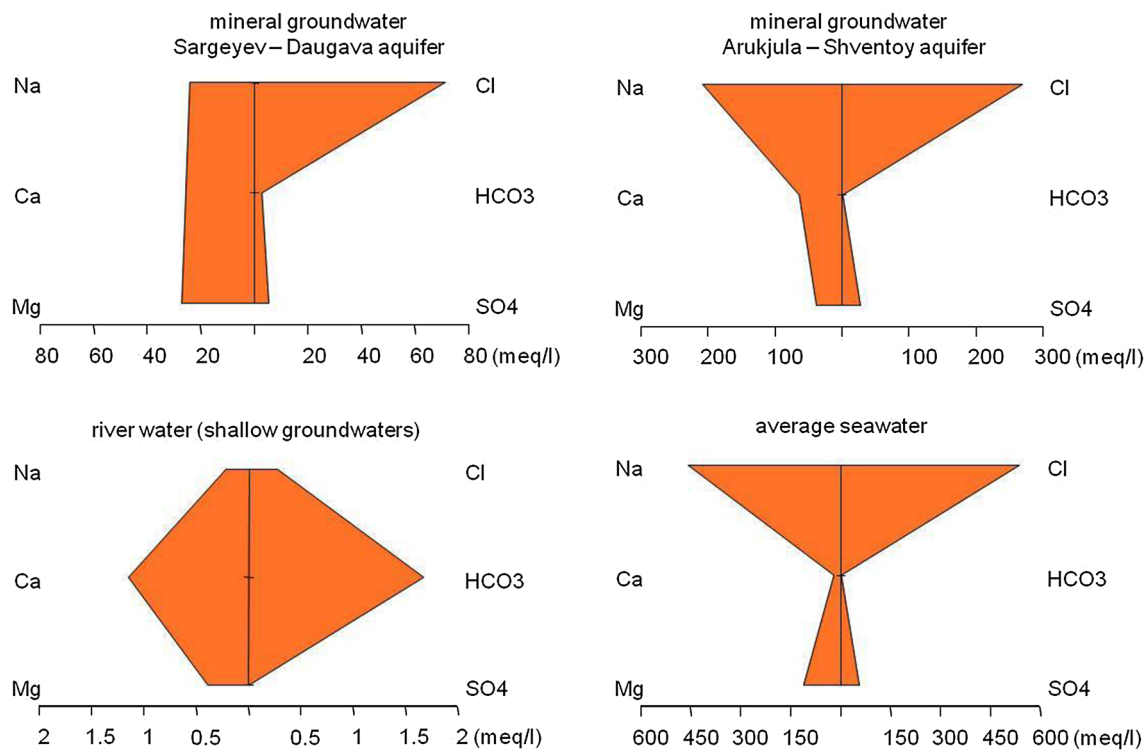 mineral groundwater
Sargeyev – Daugava aquifer
Na
Cl
Ca
HCO3
Mg
SO4
80 60 40 20 20 40 60 80 (meq/l)
mineral groundwater
Arukjula – Shventoy aquifer
Na
Cl
Ca
HCO3
Mg
SO4
300 200 100 100 200 300 (meq/l)
river water (shallow groundwaters)
Na
Cl
Ca
HCO3
Mg
SO4
2 1.5 1 0.5 0.5 1 1.5 2 (meq/l)
average seawater
Na
Cl
Ca
HCO3
Mg
SO4
600 450 300 150 150 300 450 600 (meq/l)